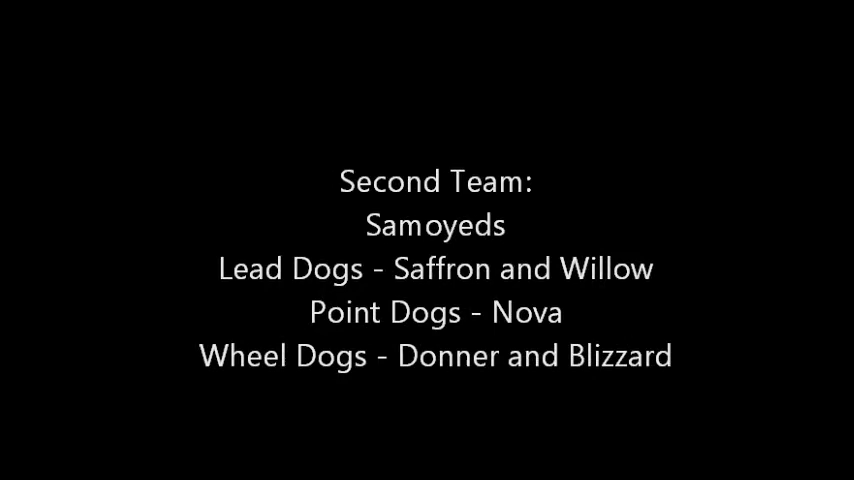 Second Team:
Samoyeds
Lead Dogs - Saffron and Willow
Point Dogs - Nova
Wheel Dogs - Donner and Blizzard